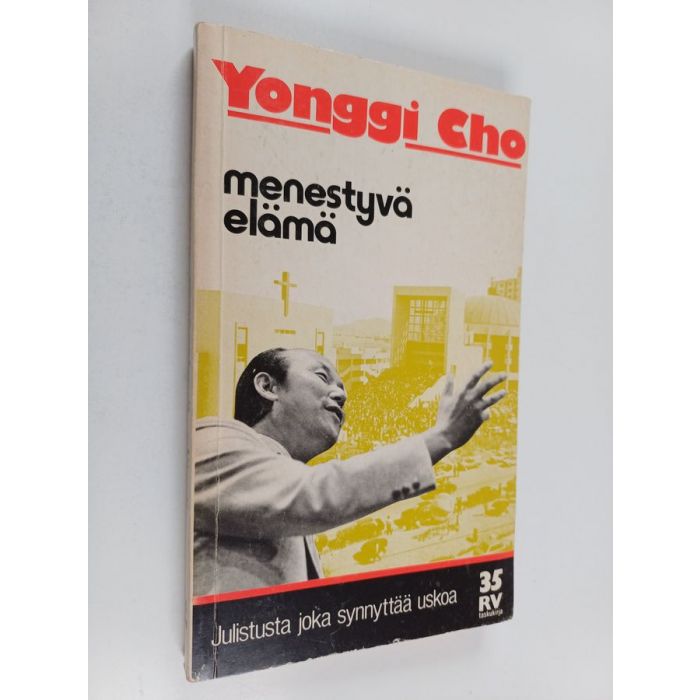 Yonggi Cho
menestyvä
elämä
Julistusta joka synnyttää uskoa
35
RV
taskukirja